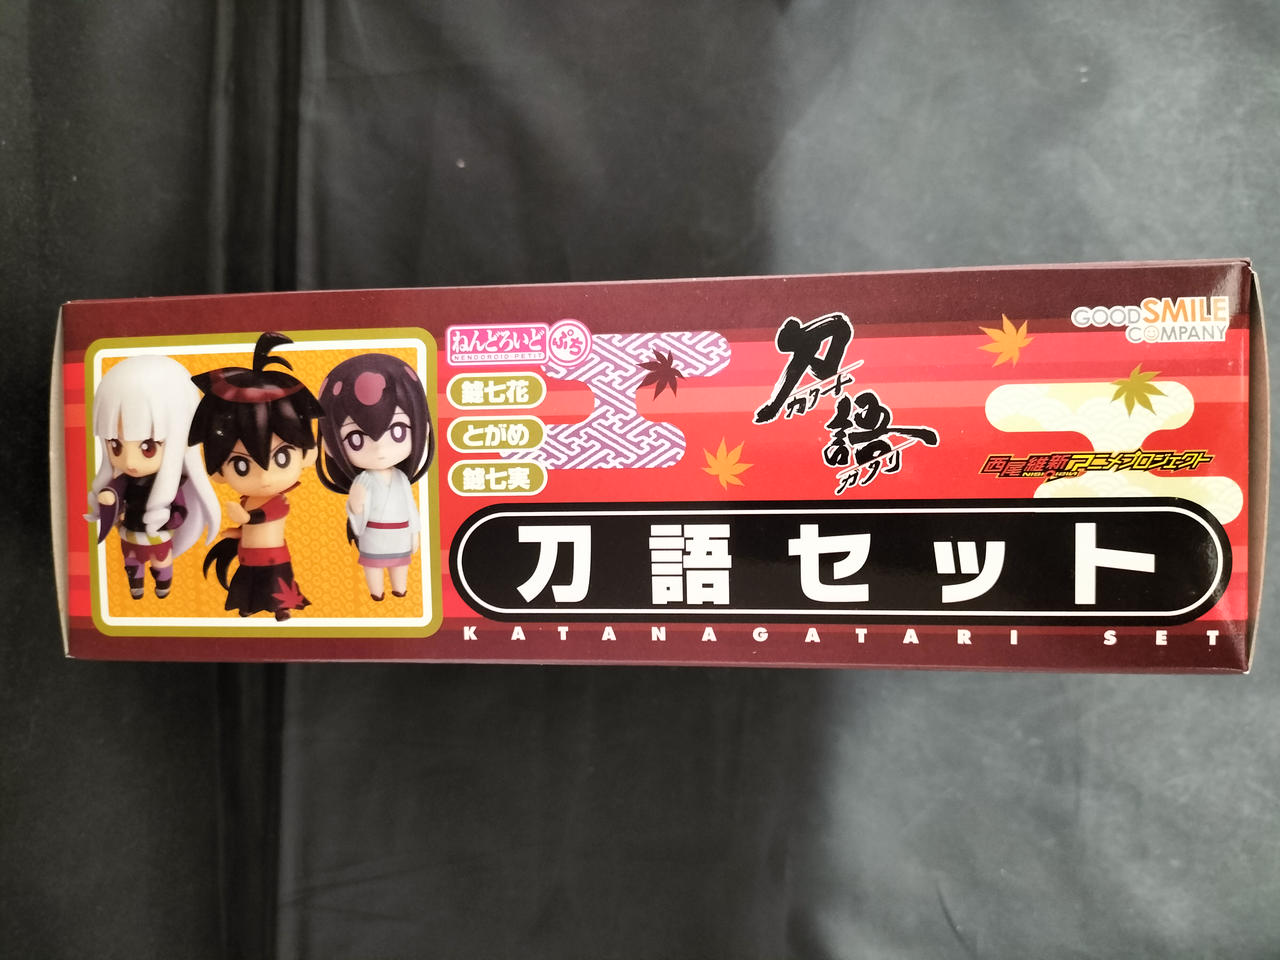 ねんどろいど ぷち
NENDOROID PETIT
鑢七花
とがめ
鑢七実
刀
カタナ
語
ガタリ
GOOD SMILE
COMPANY
西尾維新アニメプロジェクト
NISIOISIN
刀語セット
KATANAGATARI SET